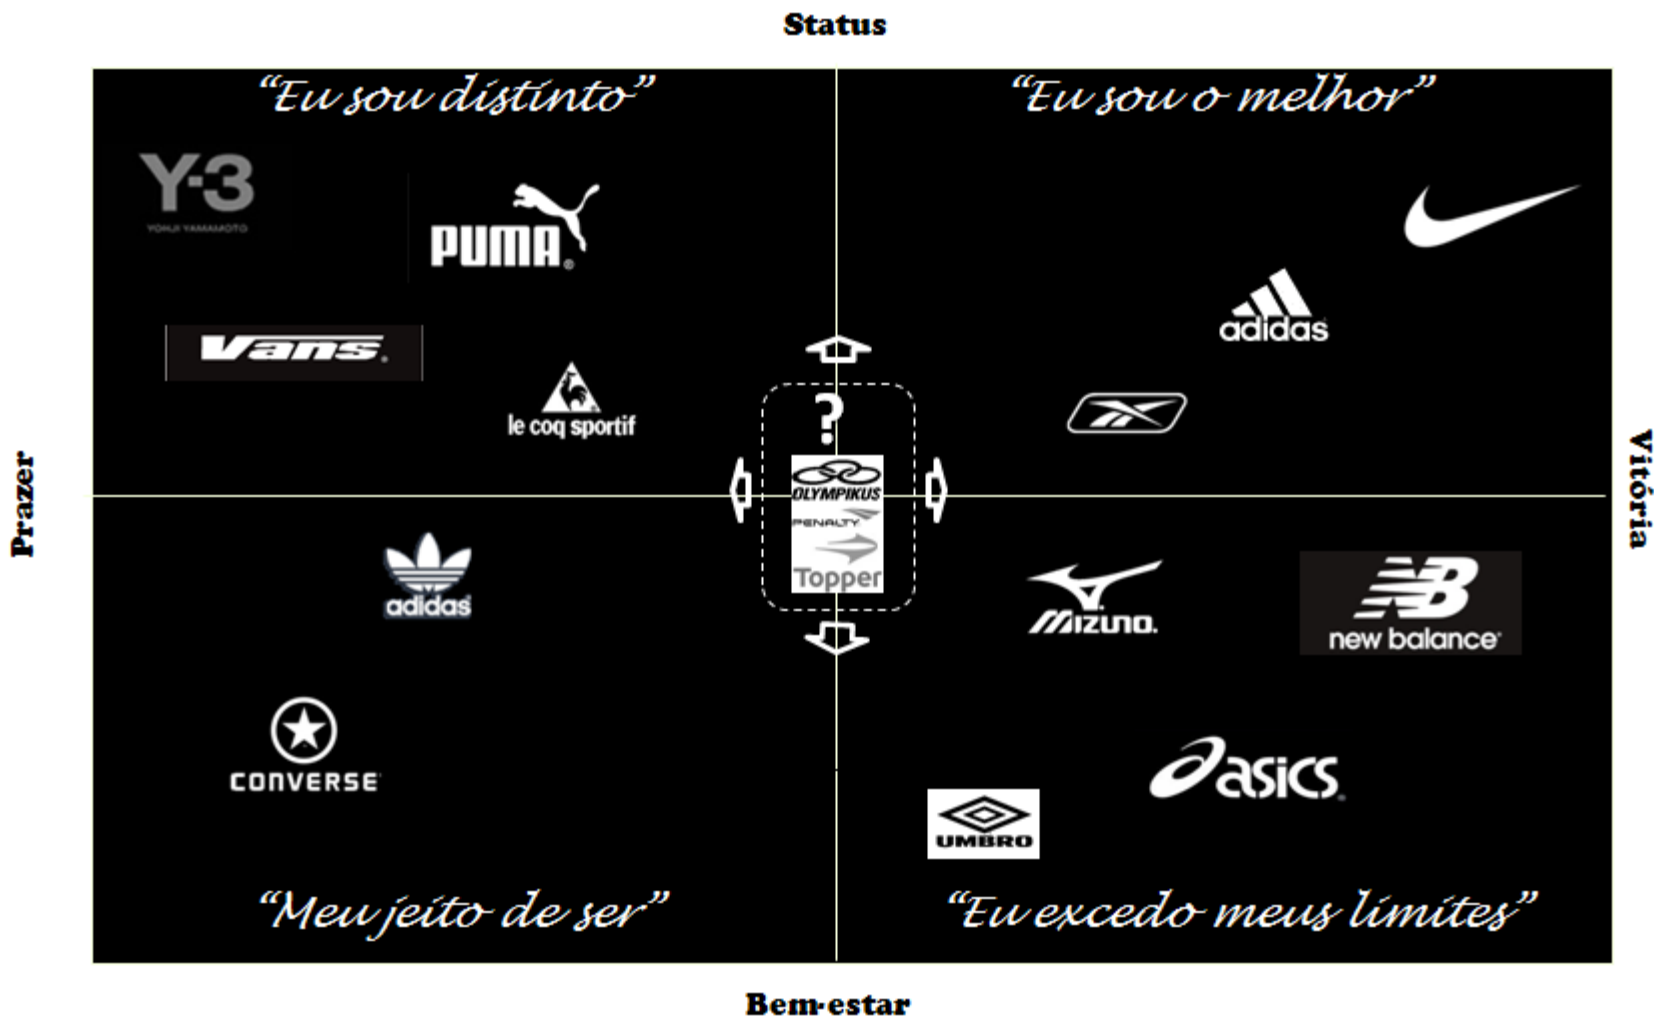 Status
“Eu sou distinto”
“Eu sou o melhor”
Y-3
YOHJI YAMAMOTO
PUMA®
adidas
Vans®
le coq sportif
?
OLYMPIKUS
PENALTY
Topper
Prazer
Vitória
adidas
MIZUNO.
NB
new balance
CONVERSE
asics®
UMBRO
“Meu jeito de ser”
“Eu excedo meus limites”
Bem-estar